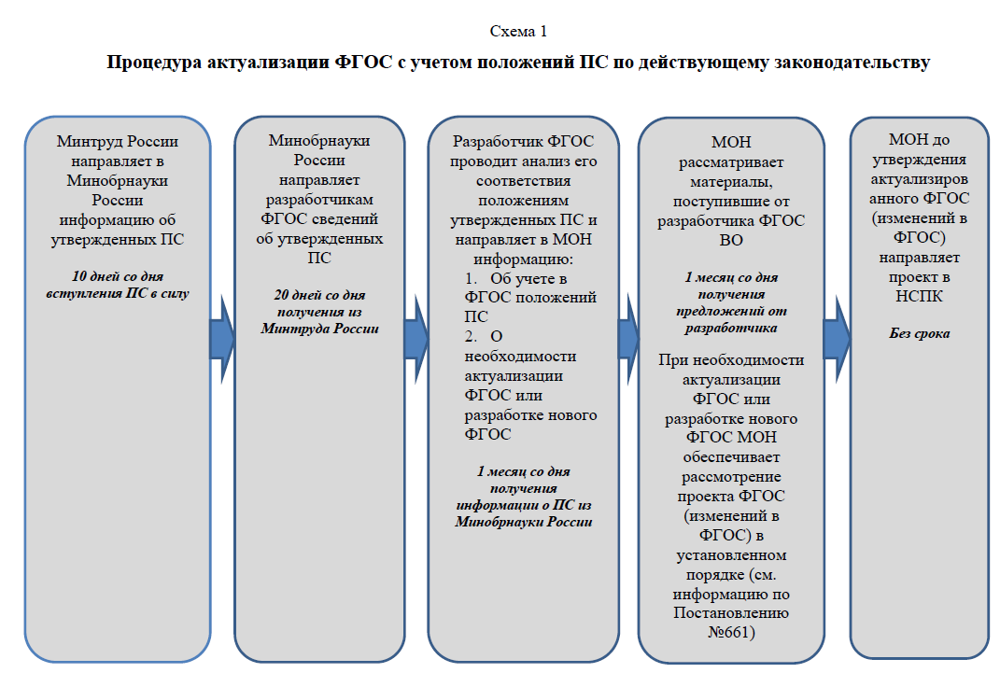 Схема 1
Процедура актуализации ФГОС с учетом положений ПС по действующему законодательству
Минтруд России
направляет в
Минобрнауки
России
информацию об
утвержденных ПС
10 дней со дня
вступления ПС в силу
Минобрнауки
России
направляет
разработчикам
ФГОС сведений
об утвержденных
ПС
20 дней со дня
получения из
Минтруда России
Разработчик ФГОС
проводит анализ его
соответствия
положениям
утвержденных ПС и
направляет в МОН
информацию:
1. Об учете в
ФГОС положений
ПС
2. О
необходимости
актуализации
ФГОС или
разработке нового
ФГОС
1 месяц со дня
получения
информации о ПС из
Минобрнауки России
МОН
рассматривает
материалы,
поступившие от
разработчика ФГОС
ВО
1 месяц со дня
получения
предложений от
разработчика
При необходимости
актуализации
ФГОС или
разработке нового
ФГОС МОН
обеспечивает
рассмотрение
проекта ФГОС
(изменений в
ФГОС) в
установленном
порядке (см.
информацию по
Постановлению
№661)
МОН до
утверждения
актуализиров
анного ФГОС
(изменений в
ФГОС)
направляет
проект в
НСПК
Без срока